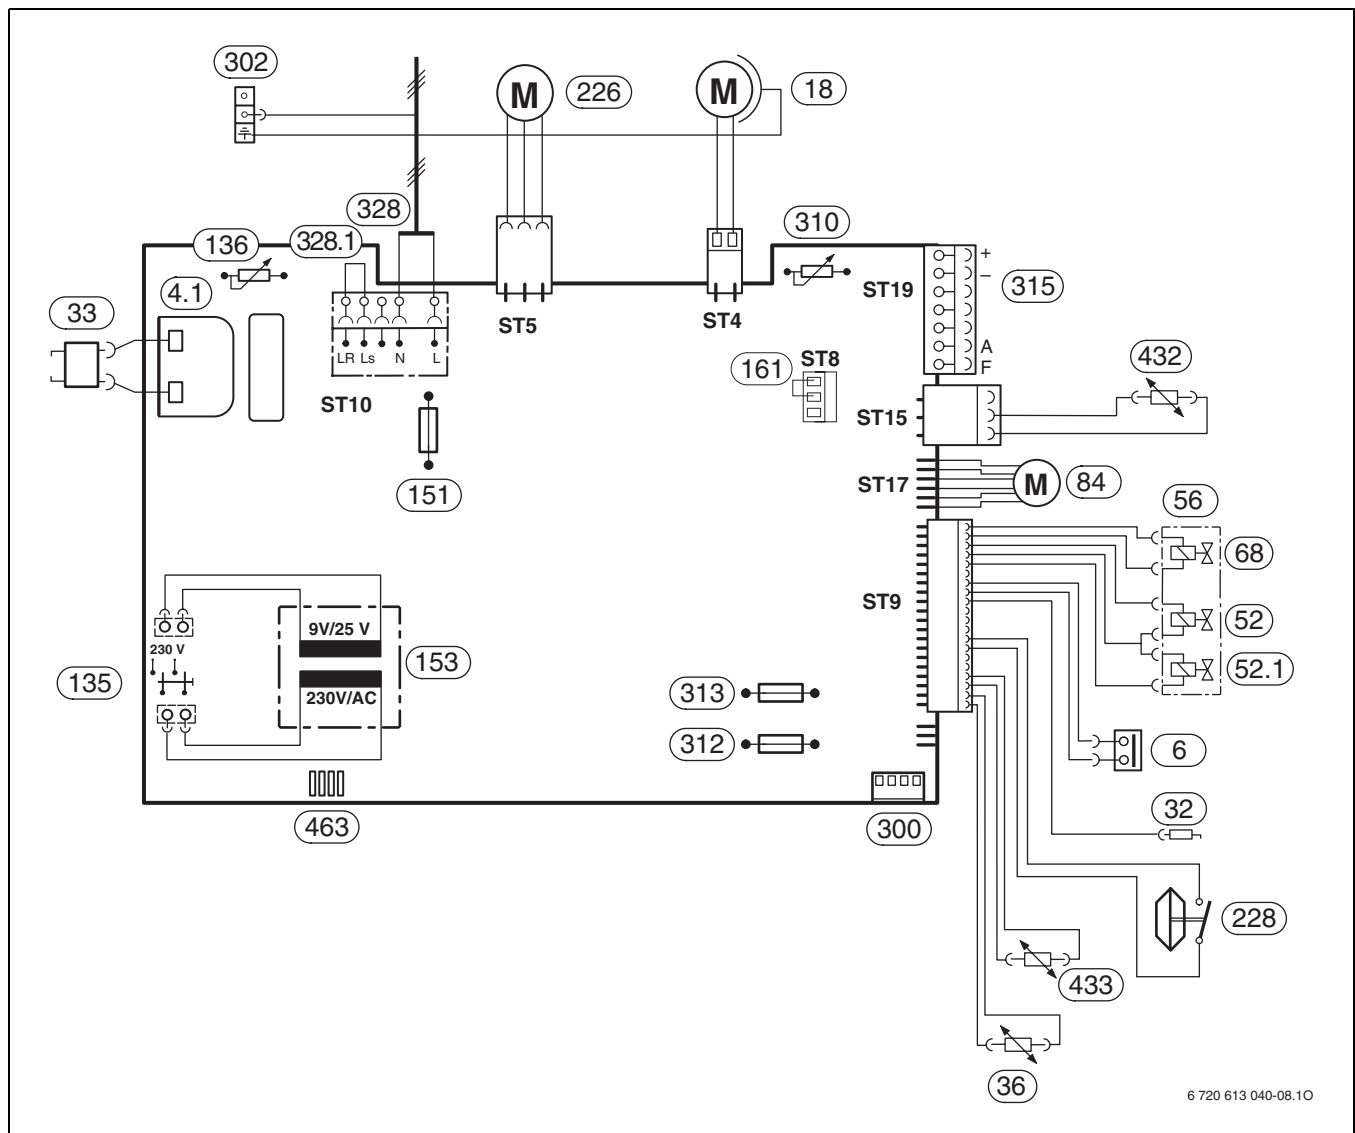 302
M
226
M
18
328
136
328.1
310
4.1
ST19
+
–
315
33
ST5
ST4
A
F
LR Ls N L
161
ST8
432
ST10
ST15
151
ST17
M
84
56
68
ST9
52
9V/25 V
230 V
153
52.1
135
230V/AC
313
312
6
463
300
32
228
433
36
6 720 613 040-08.1O